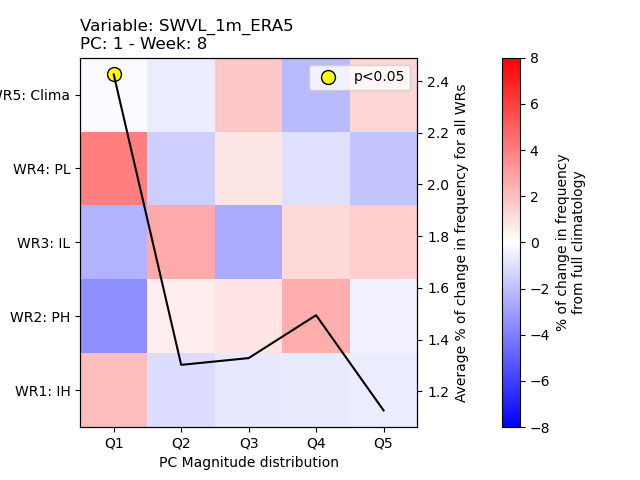 Variable: SWVL_1m_ERA5
PC: 1 - Week: 8
p<0.05
WR5: Clima
WR4: PL
WR3: IL
WR2: PH
WR1: IH
Q1 Q2 Q3 Q4 Q5
PC Magnitude distribution
2.4
2.2
2.0
1.8
1.6
1.4
1.2
Average % of change in frequency for all WRs
8
6
4
2
0
−2
−4
−6
−8
% of change in frequency
from full climatology